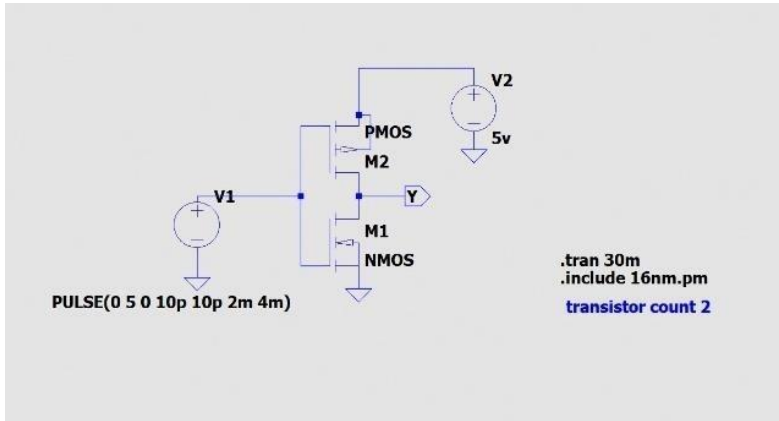 V2
PMOS
5v
M2
V1
Y
M1
NMOS
.tran 30m
.include 16nm.pm
PULSE(0 5 0 10p 10p 2m 4m)
transistor count 2